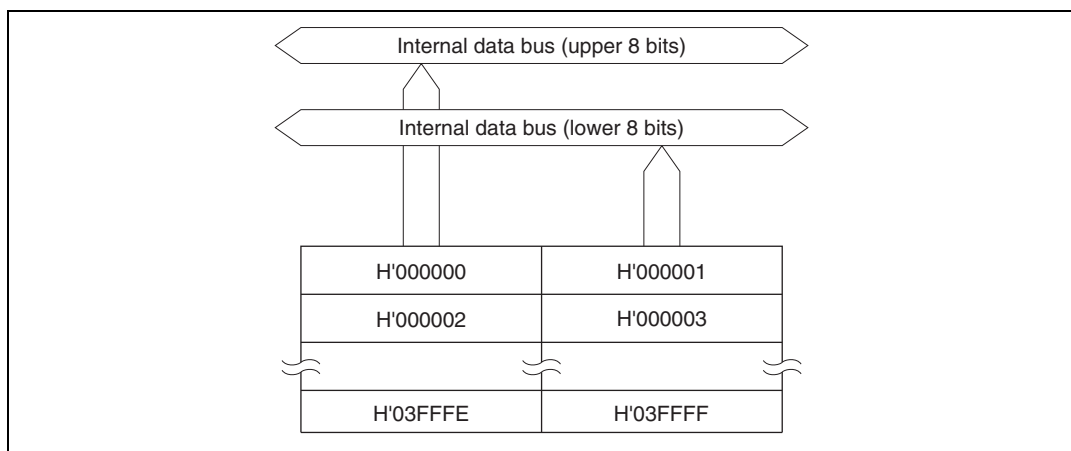 Internal data bus (upper 8 bits)
Internal data bus (lower 8 bits)
H'000000 H'000001
H'000002 H'000003
H'03FFFE H'03FFFF